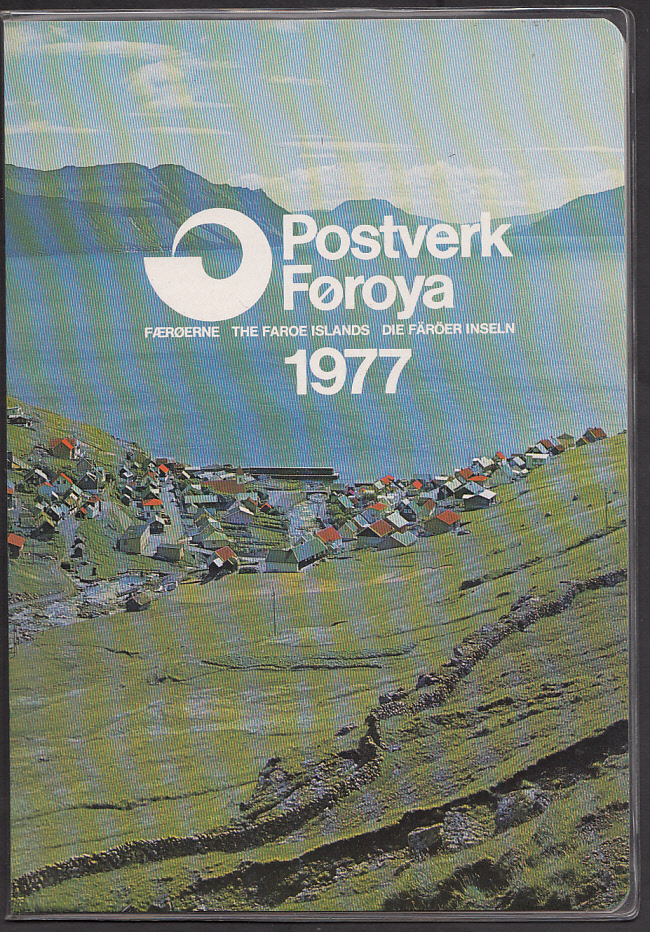 Postverk
Føroya
FÆRØERNE THE FAROE ISLANDS DIE FÄRÖER INSELN
1977